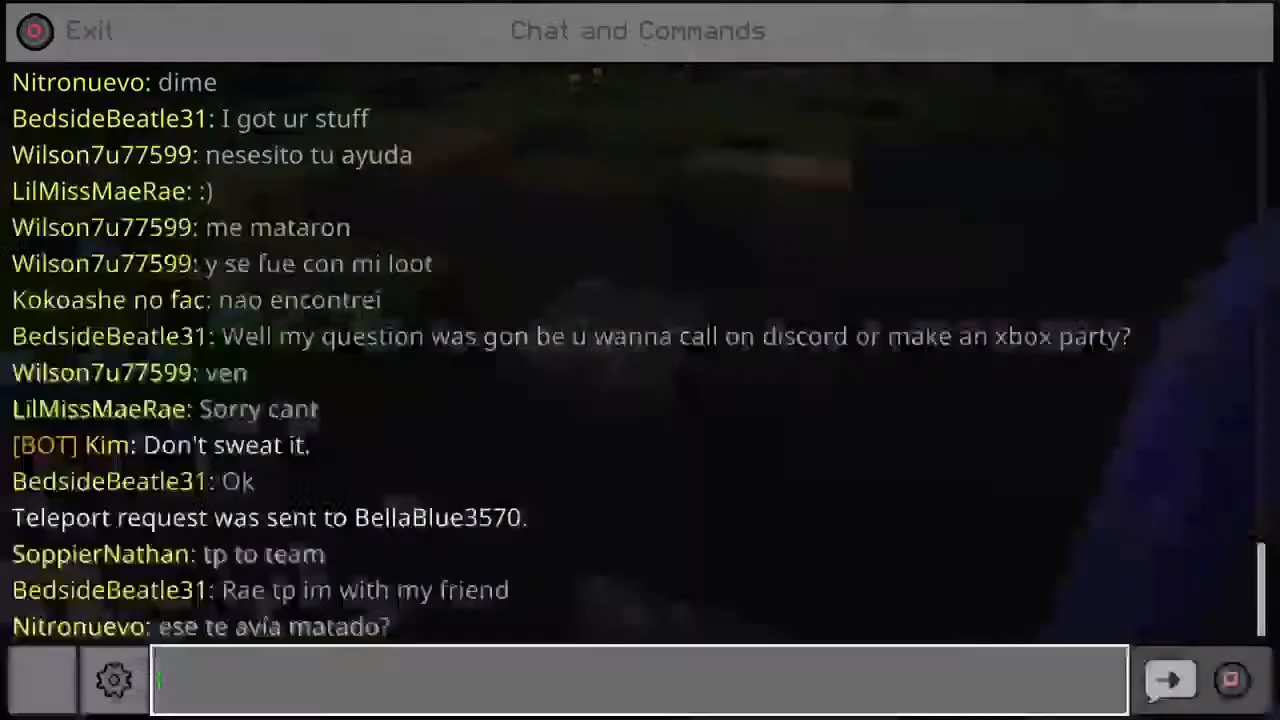 Exit
Chat and Commands
Nitronuevo: dime
BedsideBeatle31: I got ur stuff
Wilson7u77599: nesesito tu ayuda
LilMissMaeRae: :)
Wilson7u77599: me mataron
Wilson7u77599: y se fue con mi loot
Kokoashe no fac: nao encontrei
BedsideBeatle31: Well my question was gon be u wanna call on discord or make an xbox party?
Wilson7u77599: ven
LilMissMaeRae: Sorry cant
[BOT] Kim: Don't sweat it.
BedsideBeatle31: Ok
Teleport request was sent to BellaBlue3570.
SoppierNathan: tp to team
BedsideBeatle31: Rae tp im with my friend
Nitronuevo: ese te avía matado?